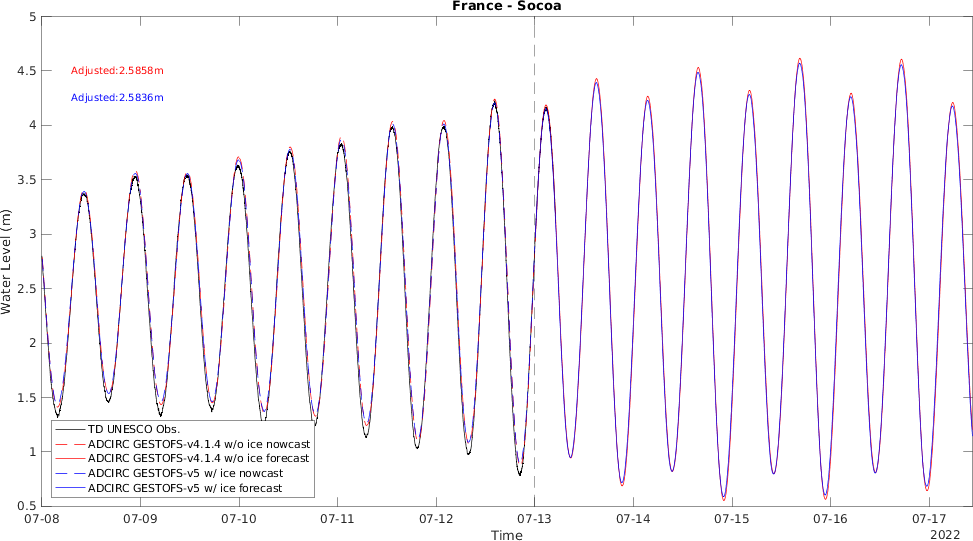 France - Socoa
Adjusted:2.5858m
Adjusted:2.5836m
Water Level (m)
5
4.5
4
3.5
3
2.5
2
1.5
1
0.5
TD UNESCO Obs.
ADCIRC GESTOFS-v4.1.4 w/o ice nowcast
ADCIRC GESTOFS-v4.1.4 w/o ice forecast
ADCIRC GESTOFS-v5 w/ ice nowcast
ADCIRC GESTOFS-v5 w/ ice forecast
07-08 07-09 07-10 07-11 07-12 07-13 07-14 07-15 07-16 07-17
Time
2022